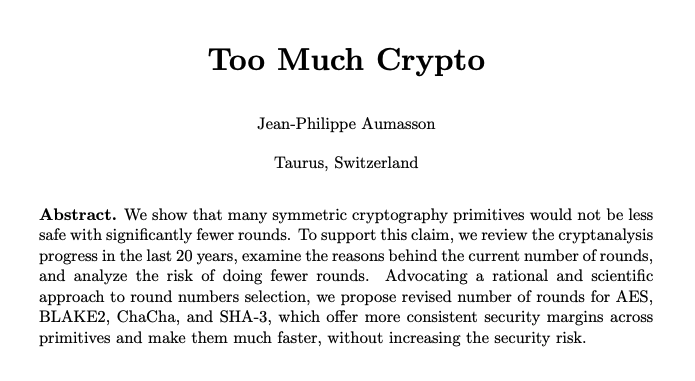 Too Much Crypto
Jean-Philippe Aumasson
Taurus, Switzerland
Abstract. We show that many symmetric cryptography primitives would not be less
safe with significantly fewer rounds. To support this claim, we review the cryptanalysis
progress in the last 20 years, examine the reasons behind the current number of rounds,
and analyze the risk of doing fewer rounds. Advocating a rational and scientific
approach to round numbers selection, we propose revised number of rounds for AES,
BLAKE2, ChaCha, and SHA-3, which offer more consistent security margins across
primitives and make them much faster, without increasing the security risk.